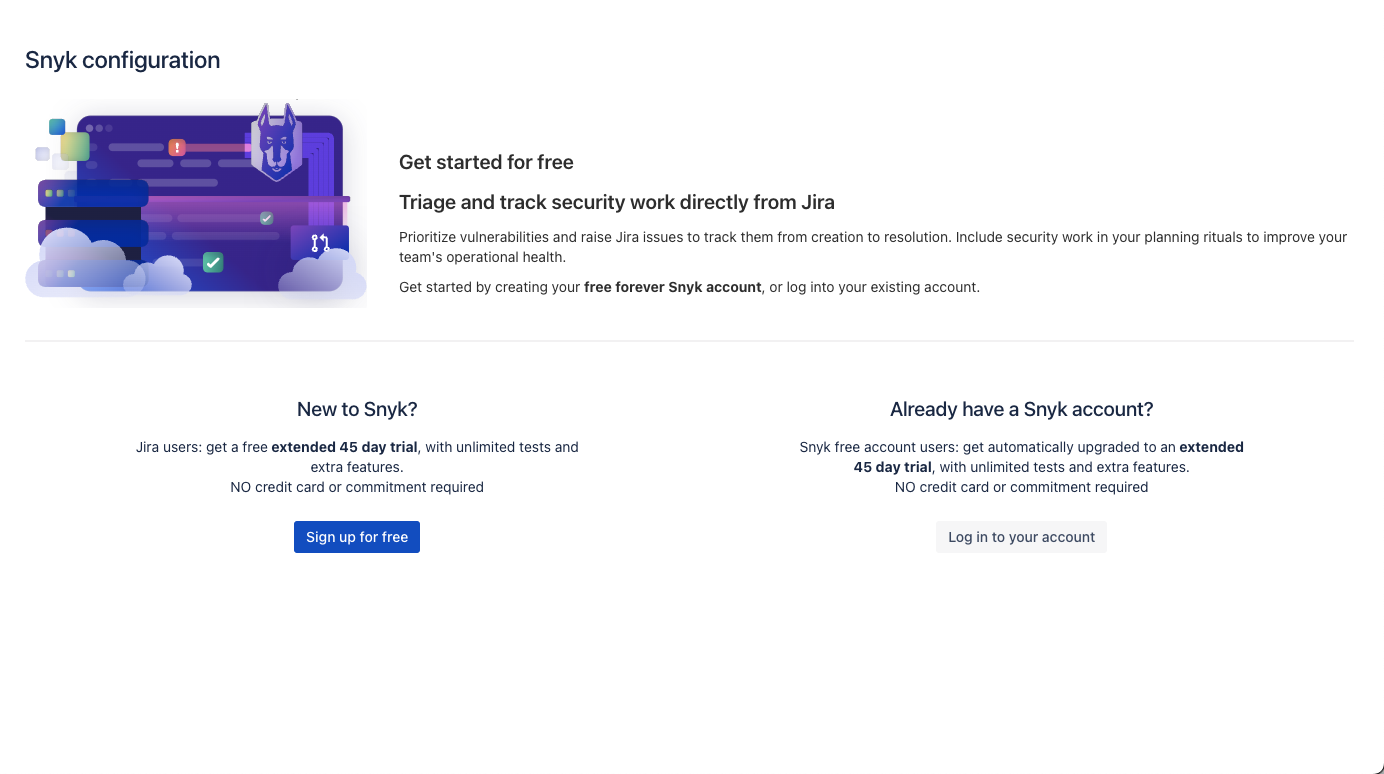 Snyk configuration
Get started for free
Triage and track security work directly from Jira
Prioritize vulnerabilities and raise Jira issues to track them from creation to resolution. Include security work in your planning rituals to improve your
team's operational health.
Get started by creating your free forever Snyk account, or log into your existing account.
New to Snyk?
Jira users: get a free extended 45 day trial, with unlimited tests and
extra features.
NO credit card or commitment required
Sign up for free
Already have a Snyk account?
Snyk free account users: get automatically upgraded to an extended
45 day trial, with unlimited tests and extra features.
NO credit card or commitment required
Log in to your account